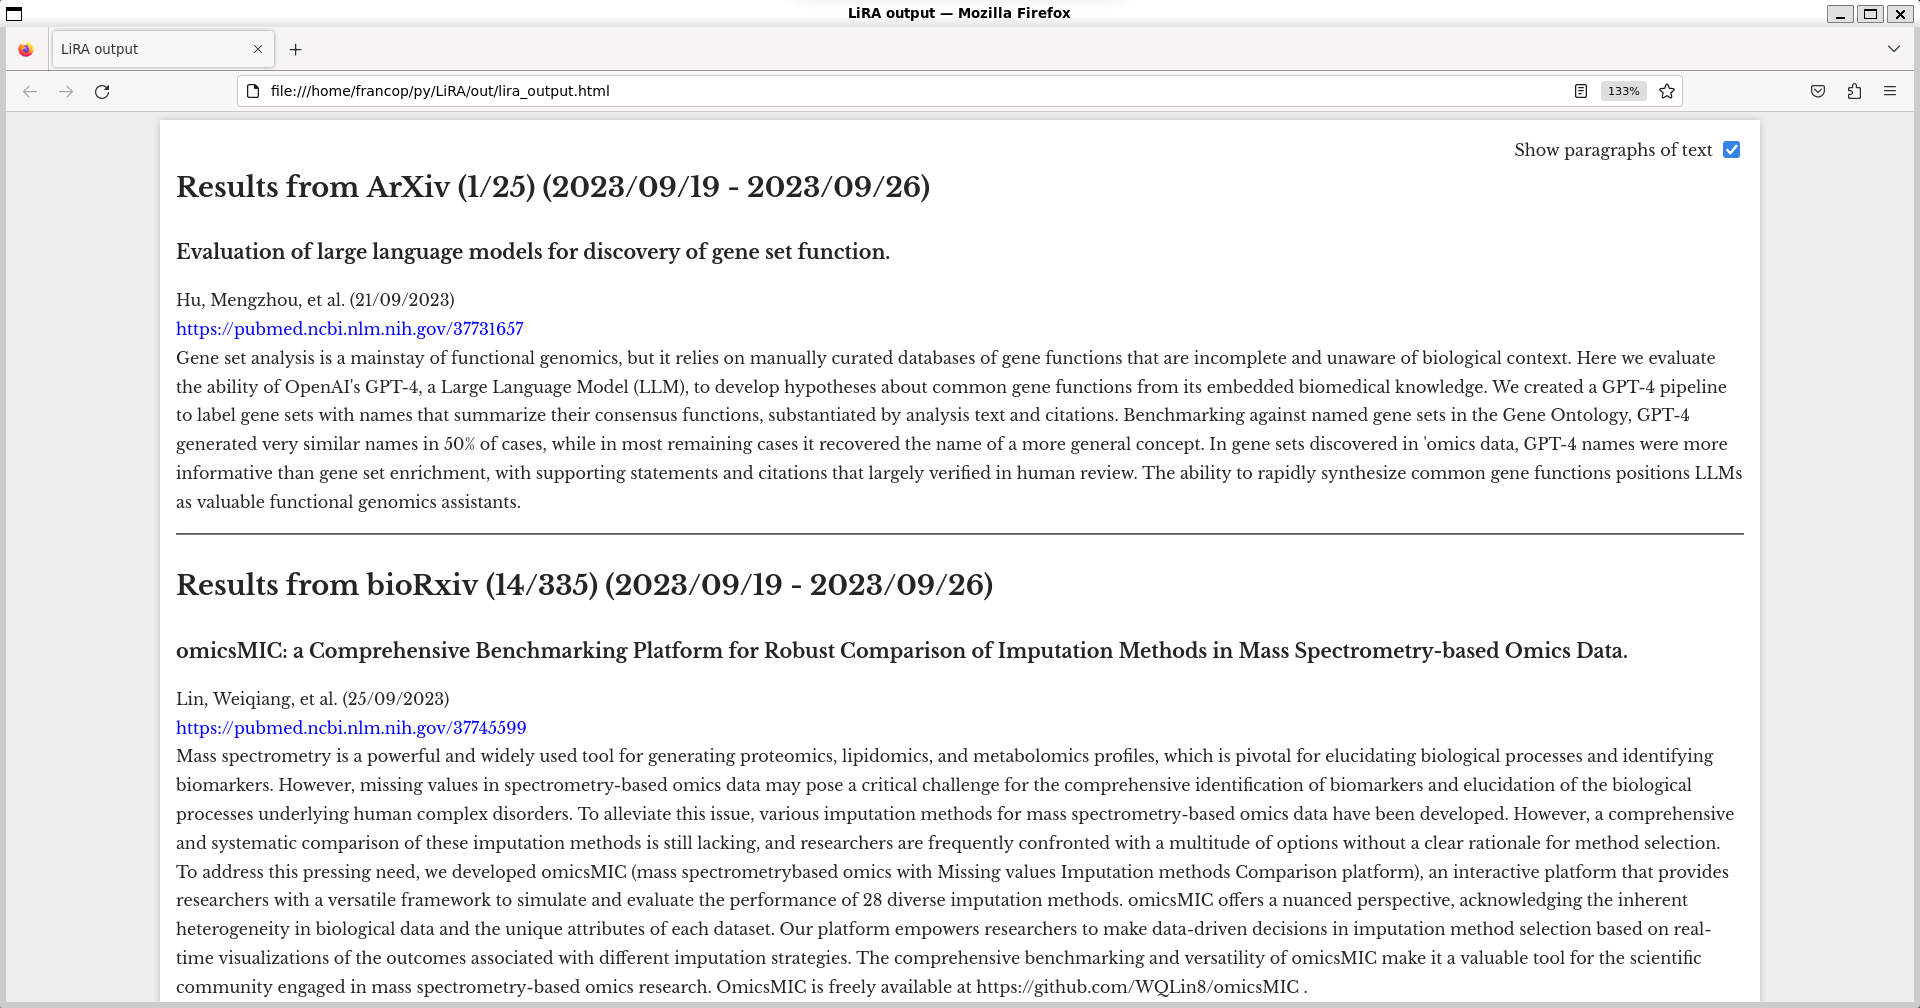 LiRA output — Mozilla Firefox
LiRA output
file:///home/francop/py/LiRA/out/lira_output.html
133%
Show paragraphs of text
Results from ArXiv (1/25) (2023/09/19 - 2023/09/26)
Evaluation of large language models for discovery of gene set function.
Hu, Mengzhou, et al. (21/09/2023)
https://pubmed.ncbi.nlm.nih.gov/37731657
Gene set analysis is a mainstay of functional genomics, but it relies on manually curated databases of gene functions that are incomplete and unaware of biological context. Here we evaluate
the ability of OpenAI's GPT-4, a Large Language Model (LLM), to develop hypotheses about common gene functions from its embedded biomedical knowledge. We created a GPT-4 pipeline
to label gene sets with names that summarize their consensus functions, substantiated by analysis text and citations. Benchmarking against named gene sets in the Gene Ontology, GPT-4
generated very similar names in 50% of cases, while in most remaining cases it recovered the name of a more general concept. In gene sets discovered in 'omics data, GPT-4 names were more
informative than gene set enrichment, with supporting statements and citations that largely verified in human review. The ability to rapidly synthesize common gene functions positions LLMs
as valuable functional genomics assistants.
Results from bioRxiv (14/335) (2023/09/19 - 2023/09/26)
omicsMIC: a Comprehensive Benchmarking Platform for Robust Comparison of Imputation Methods in Mass Spectrometry-based Omics Data.
Lin, Weiqiang, et al. (25/09/2023)
https://pubmed.ncbi.nlm.nih.gov/37745599
Mass spectrometry is a powerful and widely used tool for generating proteomics, lipidomics, and metabolomics profiles, which is pivotal for elucidating biological processes and identifying
biomarkers. However, missing values in spectrometry-based omics data may pose a critical challenge for the comprehensive identification of biomarkers and elucidation of the biological
processes underlying human complex disorders. To alleviate this issue, various imputation methods for mass spectrometry-based omics data have been developed. However, a comprehensive
and systematic comparison of these imputation methods is still lacking, and researchers are frequently confronted with a multitude of options without a clear rationale for method selection.
To address this pressing need, we developed omicsMIC (mass spectrometrybased omics with Missing values Imputation methods Comparison platform), an interactive platform that provides
researchers with a versatile framework to simulate and evaluate the performance of 28 diverse imputation methods. omicsMIC offers a nuanced perspective, acknowledging the inherent
heterogeneity in biological data and the unique attributes of each dataset. Our platform empowers researchers to make data-driven decisions in imputation method selection based on real-
time visualizations of the outcomes associated with different imputation strategies. The comprehensive benchmarking and versatility of omicsMIC make it a valuable tool for the scientific
community engaged in mass spectrometry-based omics research. OmicsMIC is freely available at https://github.com/WQLin8/omicsMIC .